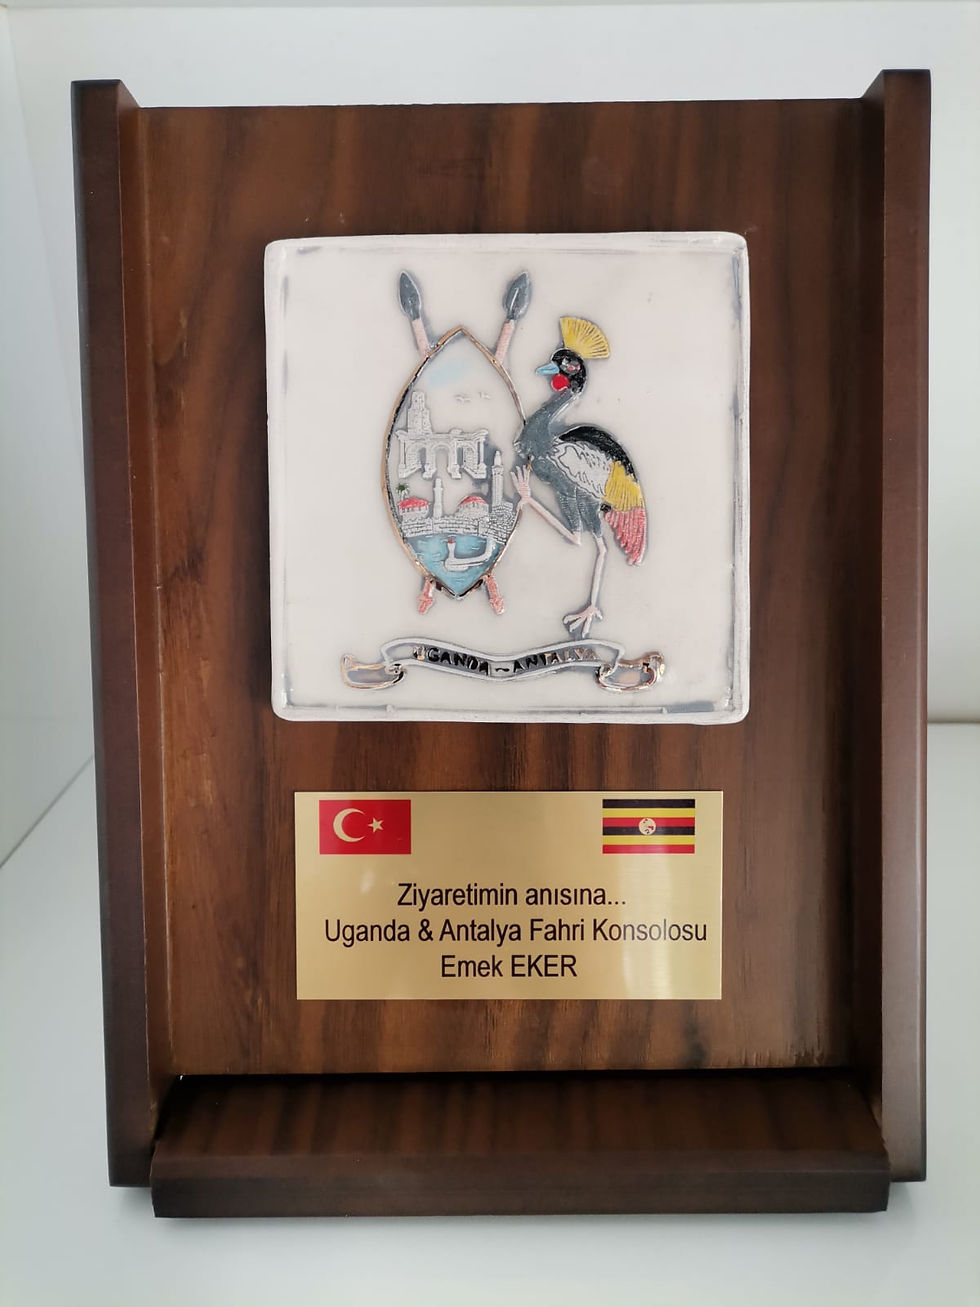 UGANDA - ANTALYA
Ziyaretimin anısına...
Uganda & Antalya Fahri Konsolosu
Emek EKER